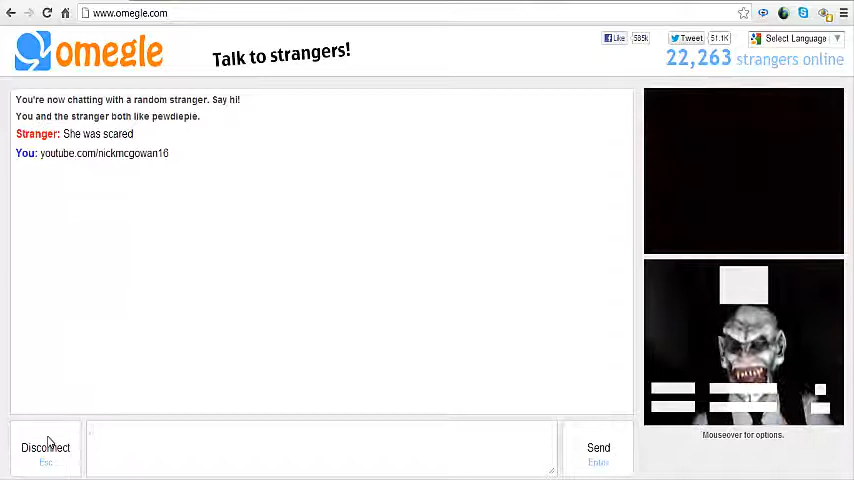 www.omegle.com
omegle
Talk to strangers!
Like 585k
Tweet 51.1K
Select Language
22,263 strangers online
You're now chatting with a random stranger. Say hi!
You and the stranger both like pewdiepie.
Stranger: She was scared
You: youtube.com/nickmcgowan16
Mouseover for options.
Disconnect
Esc
Send
Enter